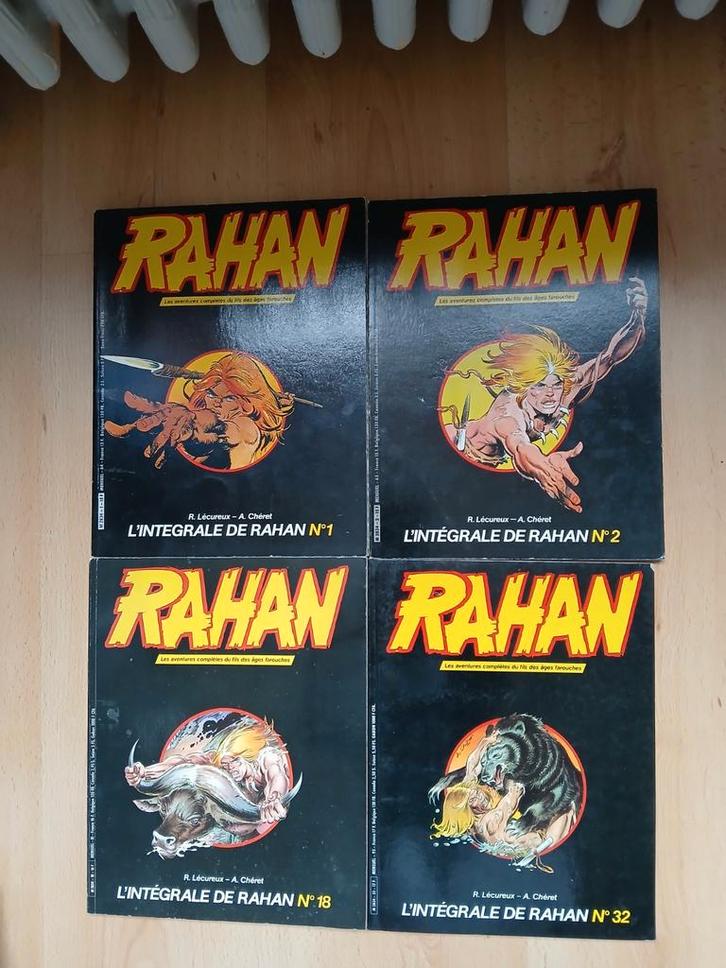 RAHAN
Les aventures complètes du fils des âges farouches
R. Lécureux – A. Chéret
L'INTEGRALE DE RAHAN N°1
RAHAN
Les aventures complètes du fils des âges farouches
R. Lécureux – A. Chéret
L'INTÉGRALE DE RAHAN N°2
RAHAN
Les aventures complètes du fils des âges farouches
R. Lécureux – A. Chéret
L'INTÉGRALE DE RAHAN N°18
RAHAN
Les aventures complètes du fils des âges farouches
R. Lécureux – A. Chéret
L'INTÉGRALE DE RAHAN N°32